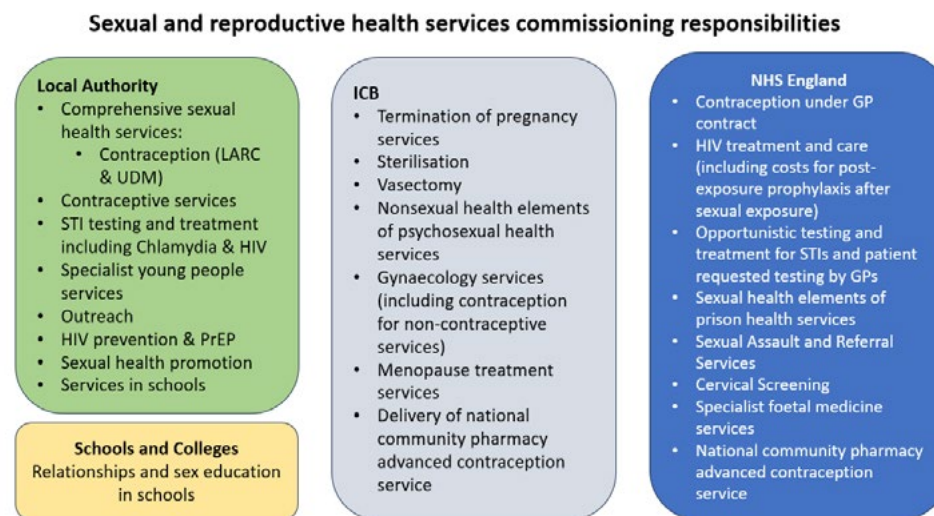 Sexual and reproductive health services commissioning responsibilities
Local Authority
• Comprehensive sexual
health services:
• Contraception (LARC
& UDM)
• Contraceptive services
• STI testing and treatment
including Chlamydia & HIV
• Specialist young people
services
• Outreach
• HIV prevention & PrEP
• Sexual health promotion
• Services in schools
Schools and Colleges
Relationships and sex education
in schools
ICB
• Termination of pregnancy
services
• Sterilisation
• Vasectomy
• Nonsexual health elements
of psychosexual health
services
• Gynaecology services
(including contraception
for non-contraceptive
services)
• Menopause treatment
services
• Delivery of national
community pharmacy
advanced contraception
service
NHS England
• Contraception under GP
contract
• HIV treatment and care
(including costs for post-
exposure prophylaxis after
sexual exposure)
• Opportunistic testing and
treatment for STIs and patient
requested testing by GPs
• Sexual health elements of
prison health services
• Sexual Assault and Referral
Services
• Cervical Screening
• Specialist foetal medicine
services
• National community pharmacy
advanced contraception
service